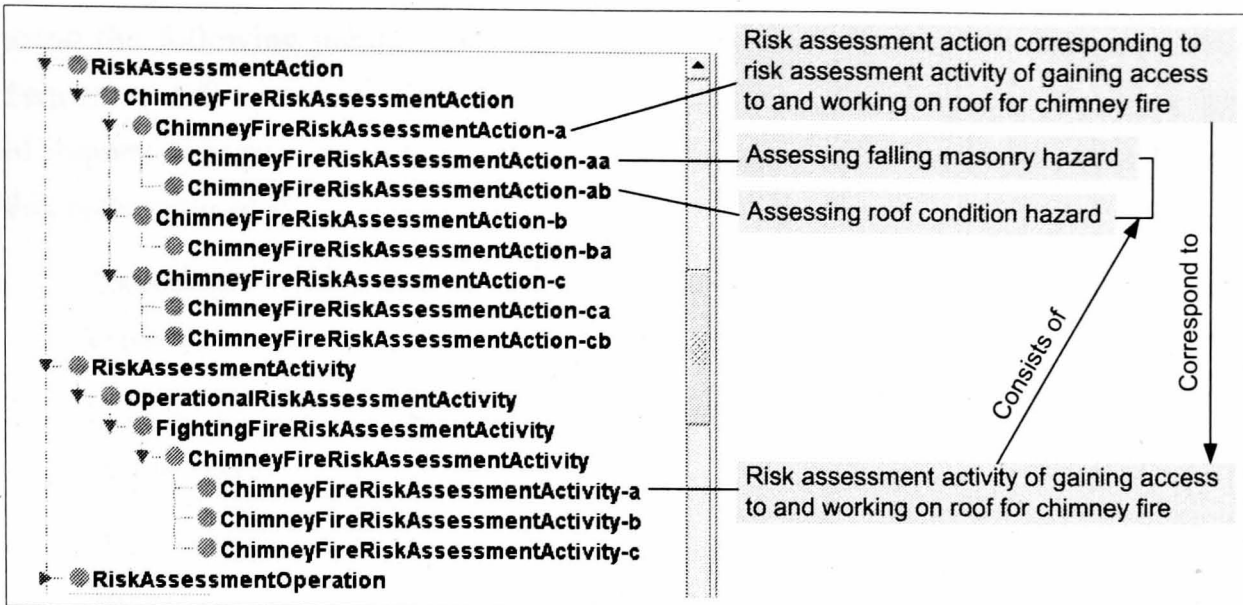 RiskAssessmentAction
ChimneyFireRiskAssessmentAction
ChimneyFireRiskAssessmentAction-a
ChimneyFireRiskAssessmentAction-aa
ChimneyFireRiskAssessmentAction-ab
ChimneyFireRiskAssessmentAction-b
ChimneyFireRiskAssessmentAction-ba
ChimneyFireRiskAssessmentAction-c
ChimneyFireRiskAssessmentAction-ca
ChimneyFireRiskAssessmentAction-cb
RiskAssessmentActivity
OperationalRiskAssessmentActivity
FightingFireRiskAssessmentActivity
ChimneyFireRiskAssessmentActivity
ChimneyFireRiskAssessmentActivity-a
ChimneyFireRiskAssessmentActivity-b
ChimneyFireRiskAssessmentActivity-c
RiskAssessmentOperation
Risk assessment action corresponding to
risk assessment activity of gaining access
to and working on roof for chimney fire
Assessing falling masonry hazard
Assessing roof condition hazard
Consists of
Correspond to
Risk assessment activity of gaining access
to and working on roof for chimney fire